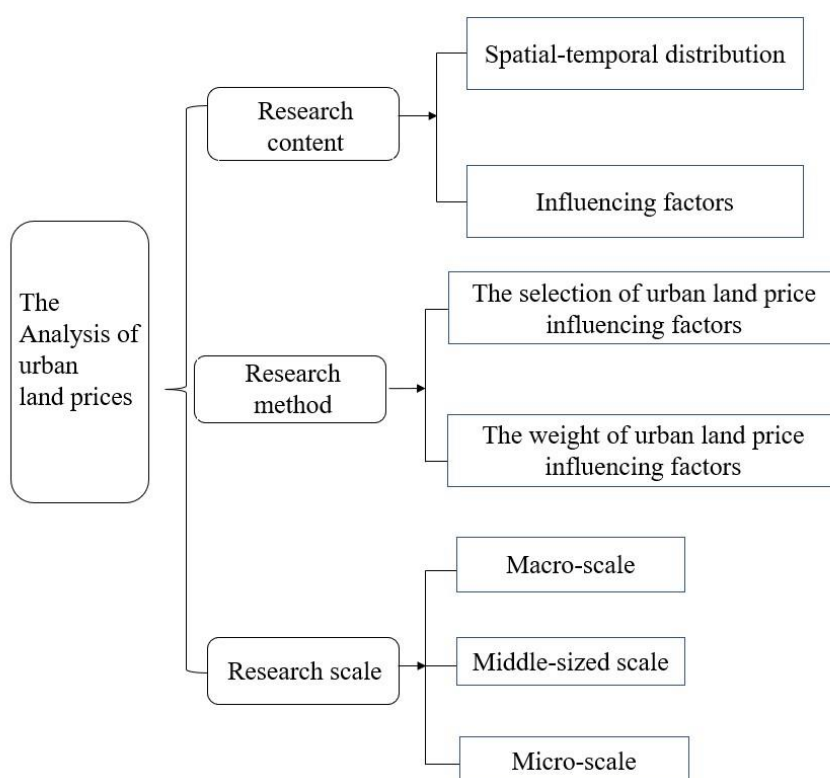 The
Analysis of
urban
land prices
Research
content
Spatial-temporal distribution
Influencing factors
Research
method
The selection of urban land price
influencing factors
The weight of urban land price
influencing factors
Research scale
Macro-scale
Middle-sized scale
Micro-scale